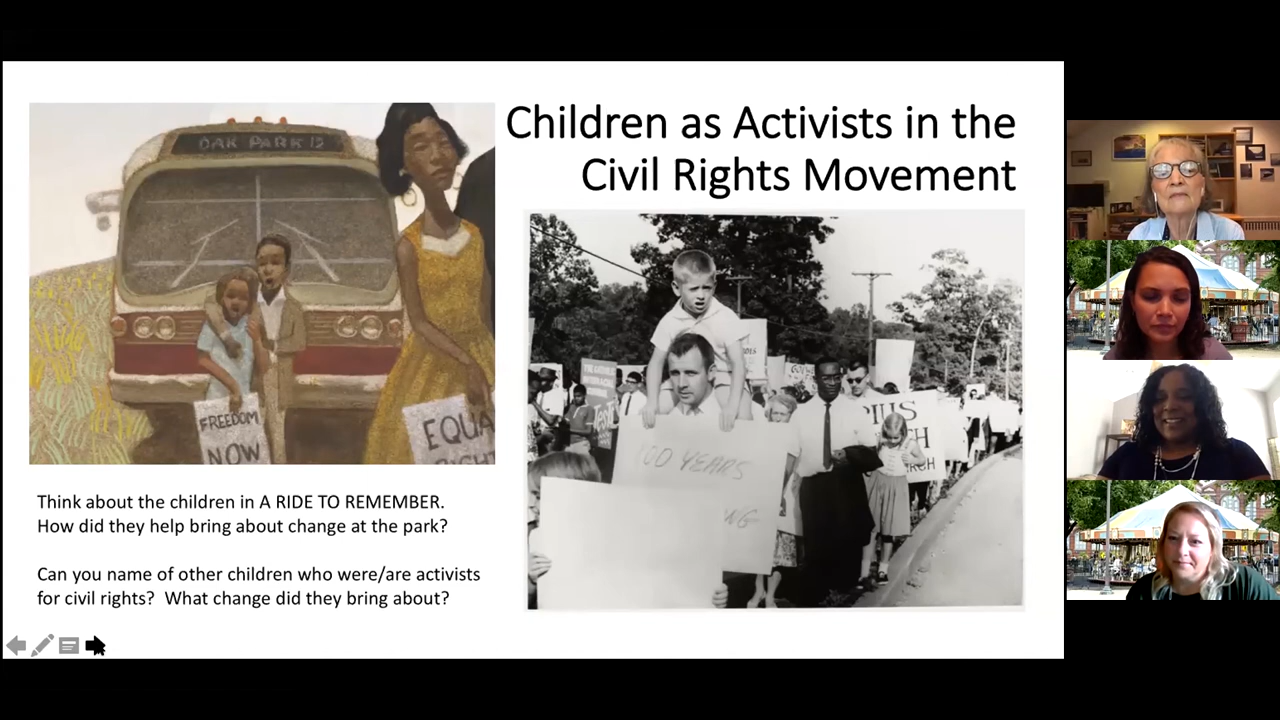 Children as Activists in the
Civil Rights Movement
OAK PARK
FREEDOM
NOW
EQUA
RIGH
00 YEARS
Think about the children in A RIDE TO REMEMBER.
How did they help bring about change at the park?
Can you name of other children who were/are activists
for civil rights?  What change did they bring about?